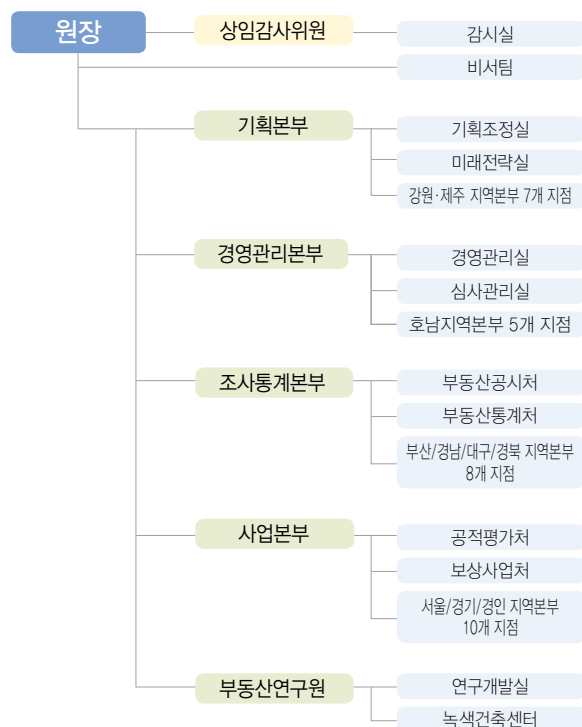 원장
상임감사위원
감시실
비서팀
기획본부
기획조정실
미래전략실
강원·제주 지역본부 7개 지점
경영관리본부
경영관리실
심사관리실
호남지역본부 5개 지점
조사통계본부
부동산공시처
부동산통계처
부산/경남/대구/경북 지역본부
8개 지점
사업본부
공적평가처
보상사업처
서울/경기/경인 지역본부
10개 지점
부동산연구원
연구개발실
녹색건축센터